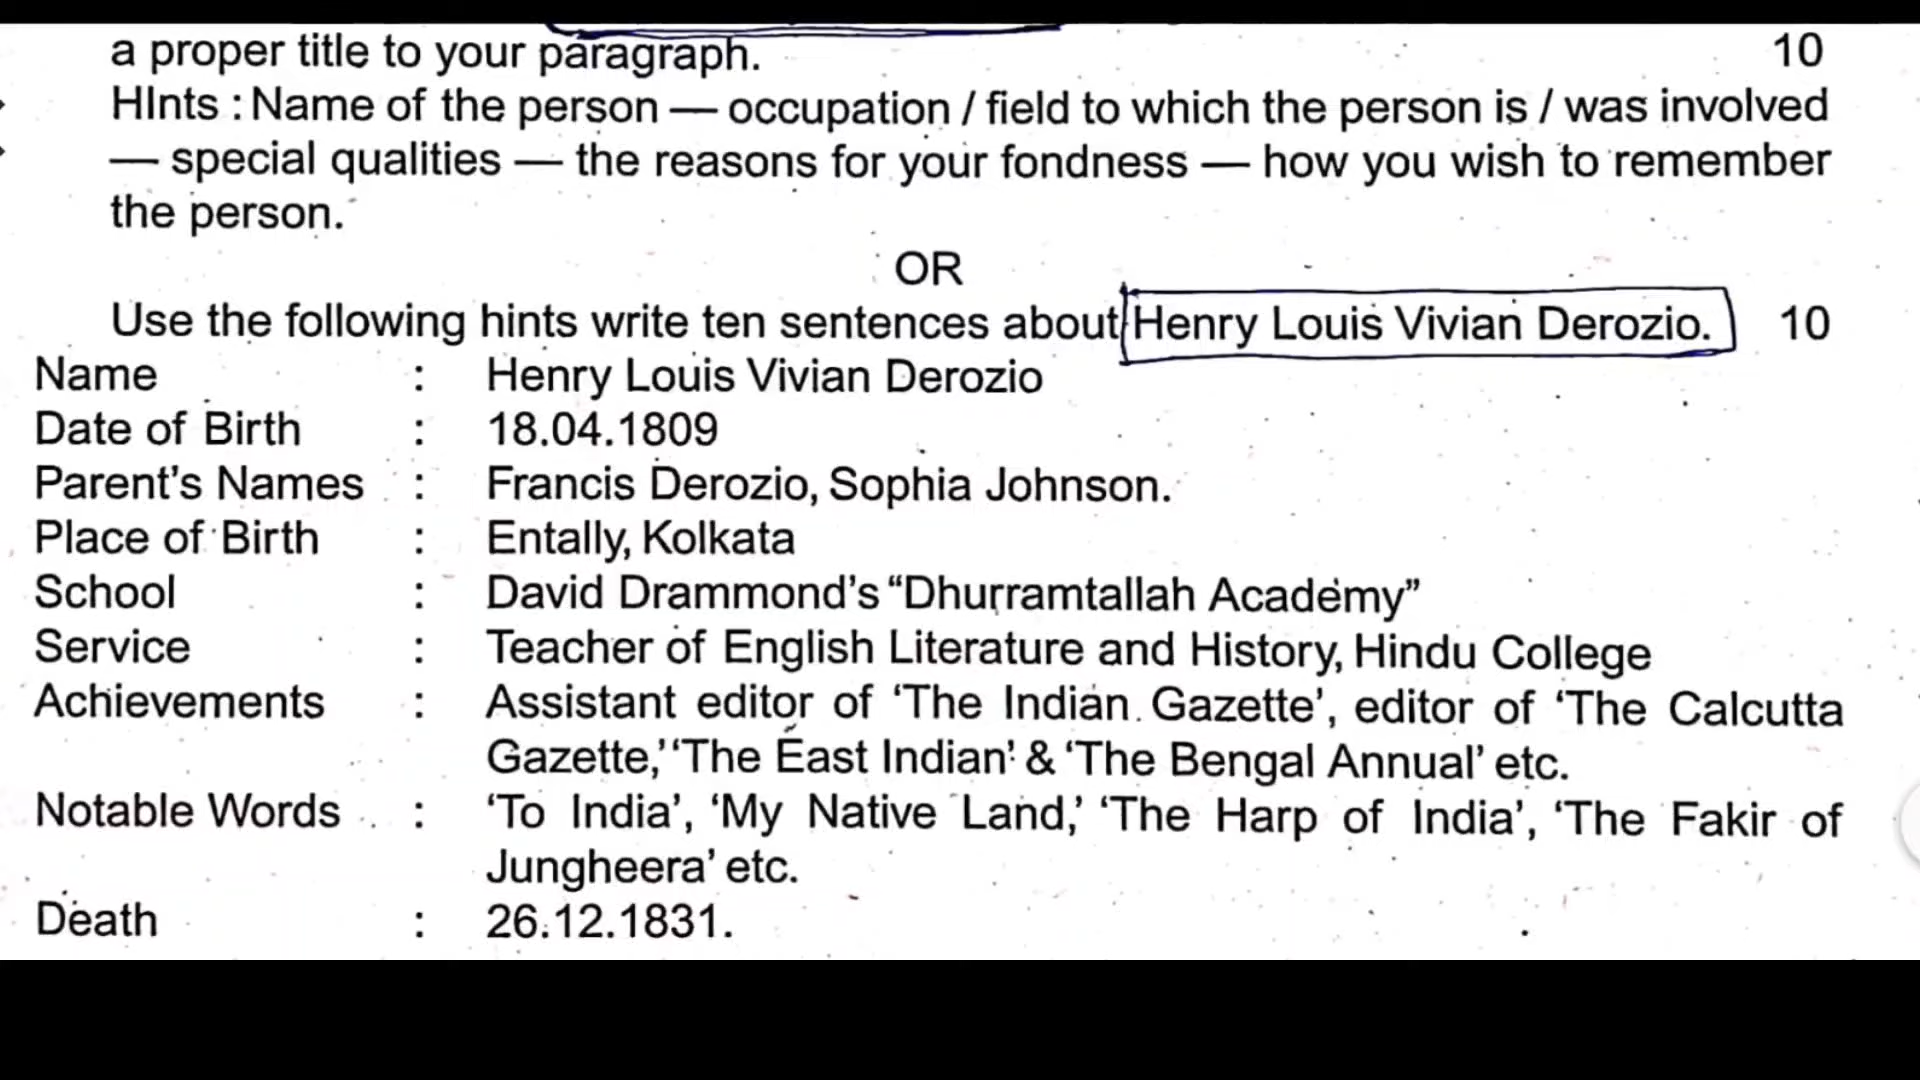 a proper title to your paragraph. 10
HInts : Name of the person — occupation / field to which the person is / was involved
— special qualities — the reasons for your fondness — how you wish to remember
the person.
OR
Use the following hints write ten sentences about Henry Louis Vivian Derozio. 10
Name : Henry Louis Vivian Derozio
Date of Birth : 18.04.1809
Parent's Names : Francis Derozio, Sophia Johnson.
Place of Birth : Entally, Kolkata
School : David Drammond's “Dhurramtallah Academy”
Service : Teacher of English Literature and History, Hindu College
Achievements : Assistant editor of ‘The Indian Gazette’, editor of ‘The Calcutta
Gazette,’ ‘The East Indian’ & ‘The Bengal Annual’ etc.
Notable Words : ‘To India’, ‘My Native Land,’ ‘The Harp of India’, ‘The Fakir of
Jungheera’ etc.
Death : 26.12.1831.